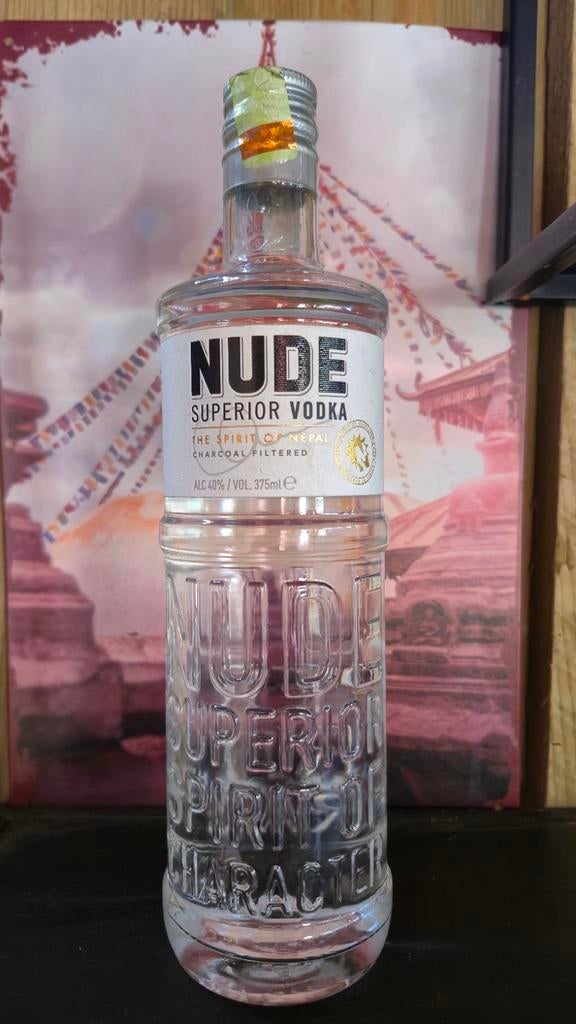 NUDE
SUPERIOR VODKA
THE SPIRIT OF NEPAL
CHARCOAL FILTERED
ALC 40% / VOL. 375ml ℮
NUDE
SUPERIOR
SPIRIT OF
CHARACTER